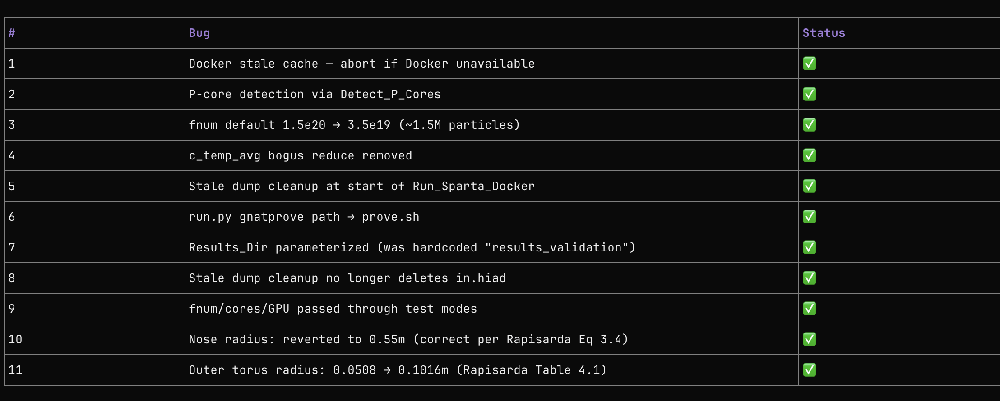 # Bug Status
1 Docker stale cache — abort if Docker unavailable ✅
2 P-core detection via Detect_P_Cores ✅
3 fnum default 1.5e20 → 3.5e19 (~1.5M particles) ✅
4 c_temp_avg bogus reduce removed ✅
5 Stale dump cleanup at start of Run_Sparta_Docker ✅
6 run.py gnatprove path → prove.sh ✅
7 Results_Dir parameterized (was hardcoded "results_validation") ✅
8 Stale dump cleanup no longer deletes in.hiad ✅
9 fnum/cores/GPU passed through test modes ✅
10 Nose radius: reverted to 0.55m (correct per Rapisarda Eq 3.4) ✅
11 Outer torus radius: 0.0508 → 0.1016m (Rapisarda Table 4.1) ✅